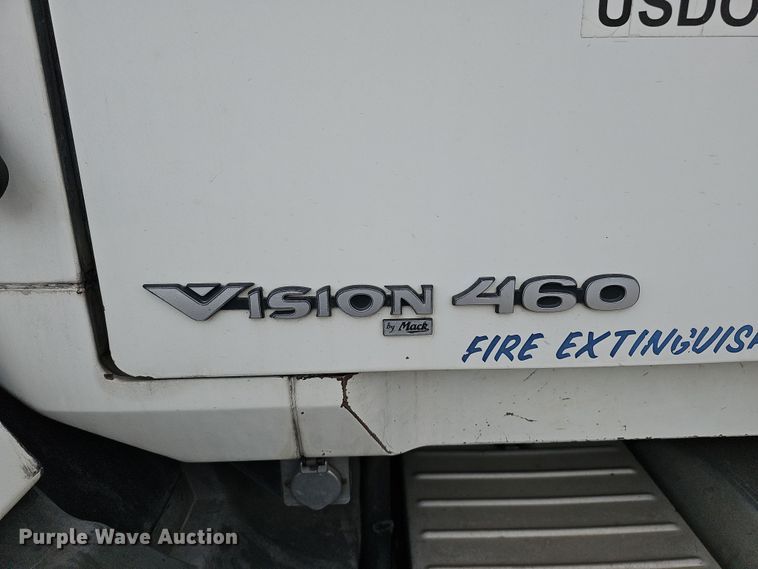 USDO
VISION 460
by Mack
FIRE EXTINGUISH
Purple Wave Auction®